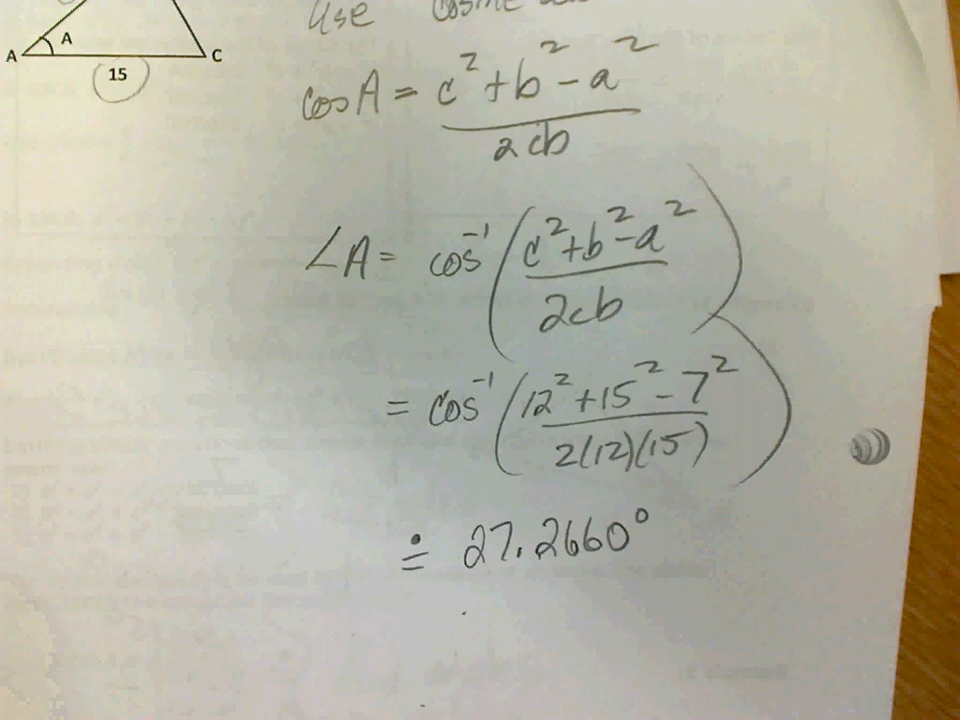 Use cosine
A A C
15
cos A = c² + b² - a² / 2cb
∠A = cos⁻¹ ( c² + b² - a² / 2cb )
= cos⁻¹ ( 12² + 15² - 7² / 2(12)(15) )
≐ 27.2660°